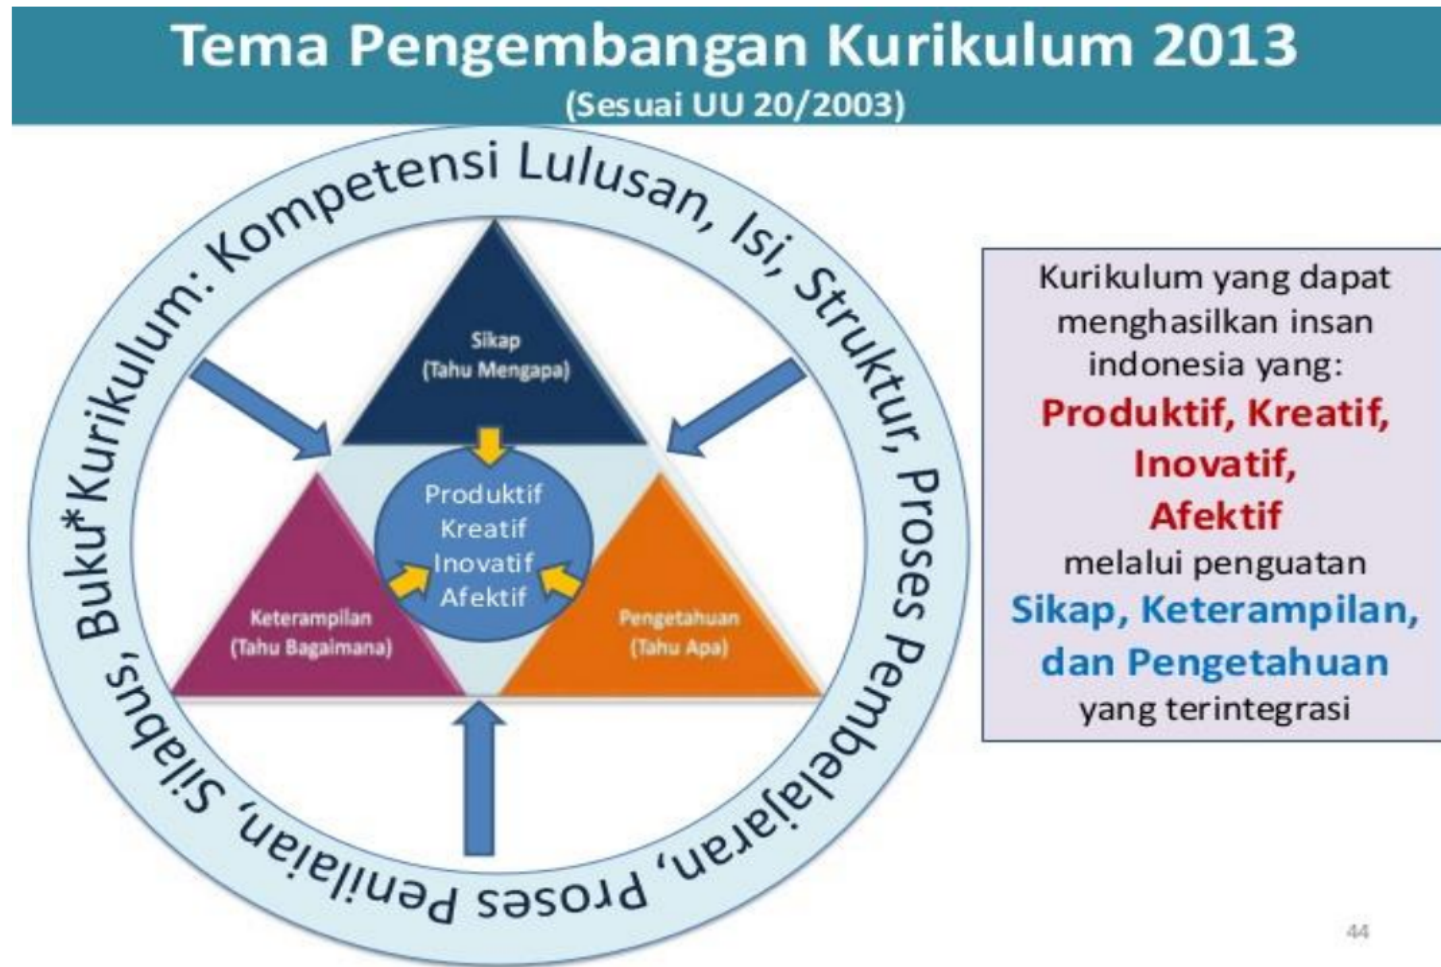 Tema Pengembangan Kurikulum 2013
(Sesuai UU 20/2003)
Kurikulum: Kompetensi Lulusan, Isi, Struktur, Proses Pembelajaran, Proses Penilaian, Silabus, Buku*
Sikap
(Tahu Mengapa)
Produktif
Kreatif
Inovatif
Afektif
Keterampilan
(Tahu Bagaimana)
Pengetahuan
(Tahu Apa)
Kurikulum yang dapat
menghasilkan insan
indonesia yang:
Produktif, Kreatif,
Inovatif,
Afektif
melalui penguatan
Sikap, Keterampilan,
dan Pengetahuan
yang terintegrasi
44